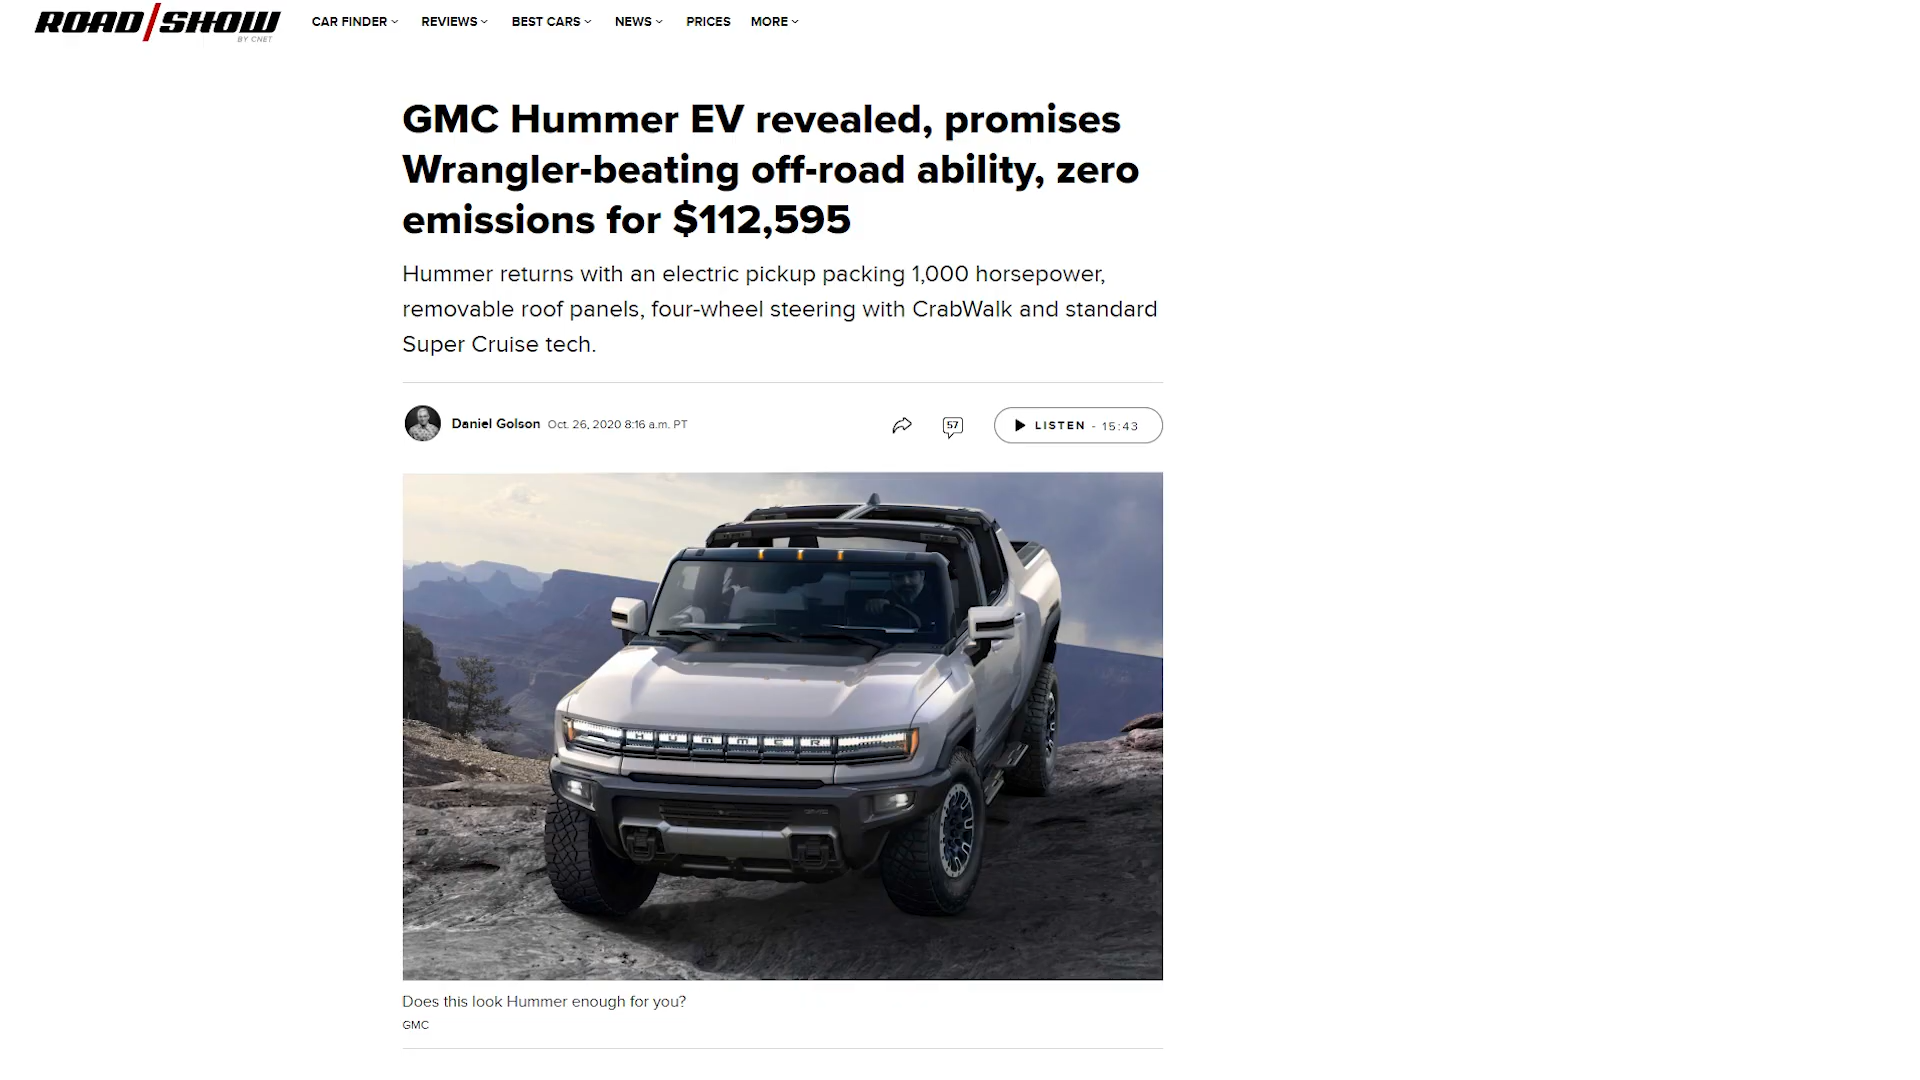 ROAD/SHOW
BY CNET
CAR FINDER REVIEWS BEST CARS NEWS PRICES MORE
GMC Hummer EV revealed, promises
Wrangler-beating off-road ability, zero
emissions for $112,595
Hummer returns with an electric pickup packing 1,000 horsepower,
removable roof panels, four-wheel steering with CrabWalk and standard
Super Cruise tech.
Daniel Golson Oct. 26, 2020 8:16 a.m. PT
57
LISTEN - 15:43
HUMMER
GMC
Does this look Hummer enough for you?
GMC